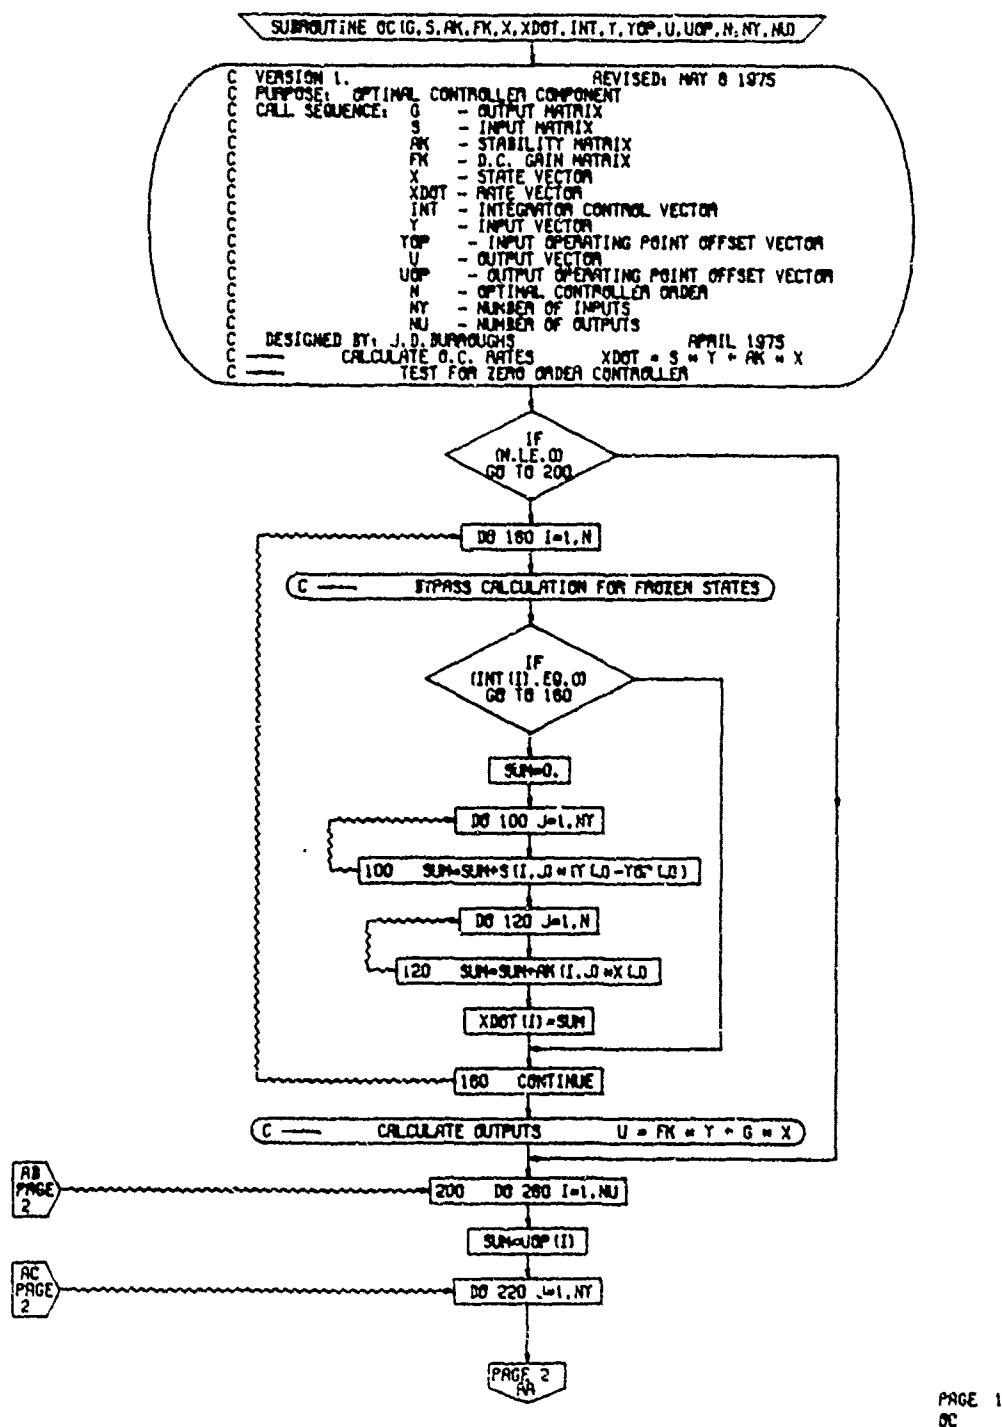 SUBROUTINE OC(G,S,AK,FK,X,XDOT,INT,Y,YOP,U,UOP,N,NY,NU)
C VERSION 1. REVISED: MAY 8 1975
C PURPOSE: OPTIMAL CONTROLLER COMPONENT
C CALL SEQUENCE: G - OUTPUT MATRIX
C S - INPUT MATRIX
C AK - STABILITY MATRIX
C FK - D.C. GAIN MATRIX
C X - STATE VECTOR
C XDOT - RATE VECTOR
C INT - INTEGRATOR CONTROL VECTOR
C Y - INPUT VECTOR
C YOP - INPUT OPERATING POINT OFFSET VECTOR
C U - OUTPUT VECTOR
C UOP - OUTPUT OPERATING POINT OFFSET VECTOR
C N - OPTIMAL CONTROLLER ORDER
C NY - NUMBER OF INPUTS
C NU - NUMBER OF OUTPUTS
C DESIGNED BY: J.D.BURROUGHS APRIL 1975
C —— CALCULATE O.C. RATES XDOT = S * Y + AK * X
C —— TEST FOR ZERO ORDER CONTROLLER
IF
(N.LE.0)
GO TO 200
DO 160 I=1,N
C —— BYPASS CALCULATION FOR FROZEN STATES
IF
(INT(I).EQ.0)
GO TO 160
SUM=0.
DO 100 J=1,NY
100 SUM=SUM+S(I,J)*(Y(J)-YOP(J))
DO 120 J=1,N
120 SUM=SUM+AK(I,J)*X(J)
XDOT(I)=SUM
160 CONTINUE
C —— CALCULATE OUTPUTS U = FK * Y + G * X
AB
PAGE
2
200 DO 260 I=1,NU
SUM=UOP(I)
AC
PAGE
2
DO 220 J=1,NY
PAGE 2
AA
PAGE 1
OC